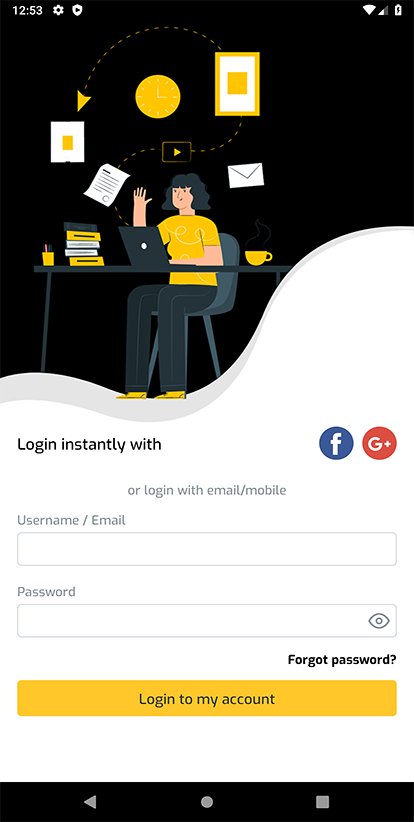 12:53
Login instantly with
f
G+
or login with email/mobile
Username / Email
Password
Forgot password?
Login to my account